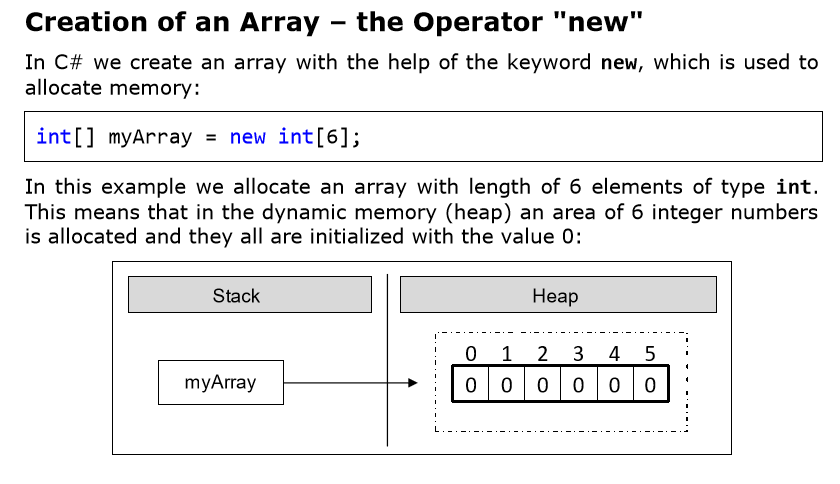 Creation of an Array – the Operator "new"
In C# we create an array with the help of the keyword new, which is used to
allocate memory:
int[] myArray = new int[6];
In this example we allocate an array with length of 6 elements of type int.
This means that in the dynamic memory (heap) an area of 6 integer numbers
is allocated and they all are initialized with the value 0:
Stack Heap
0 1 2 3 4 5
myArray 0 0 0 0 0 0